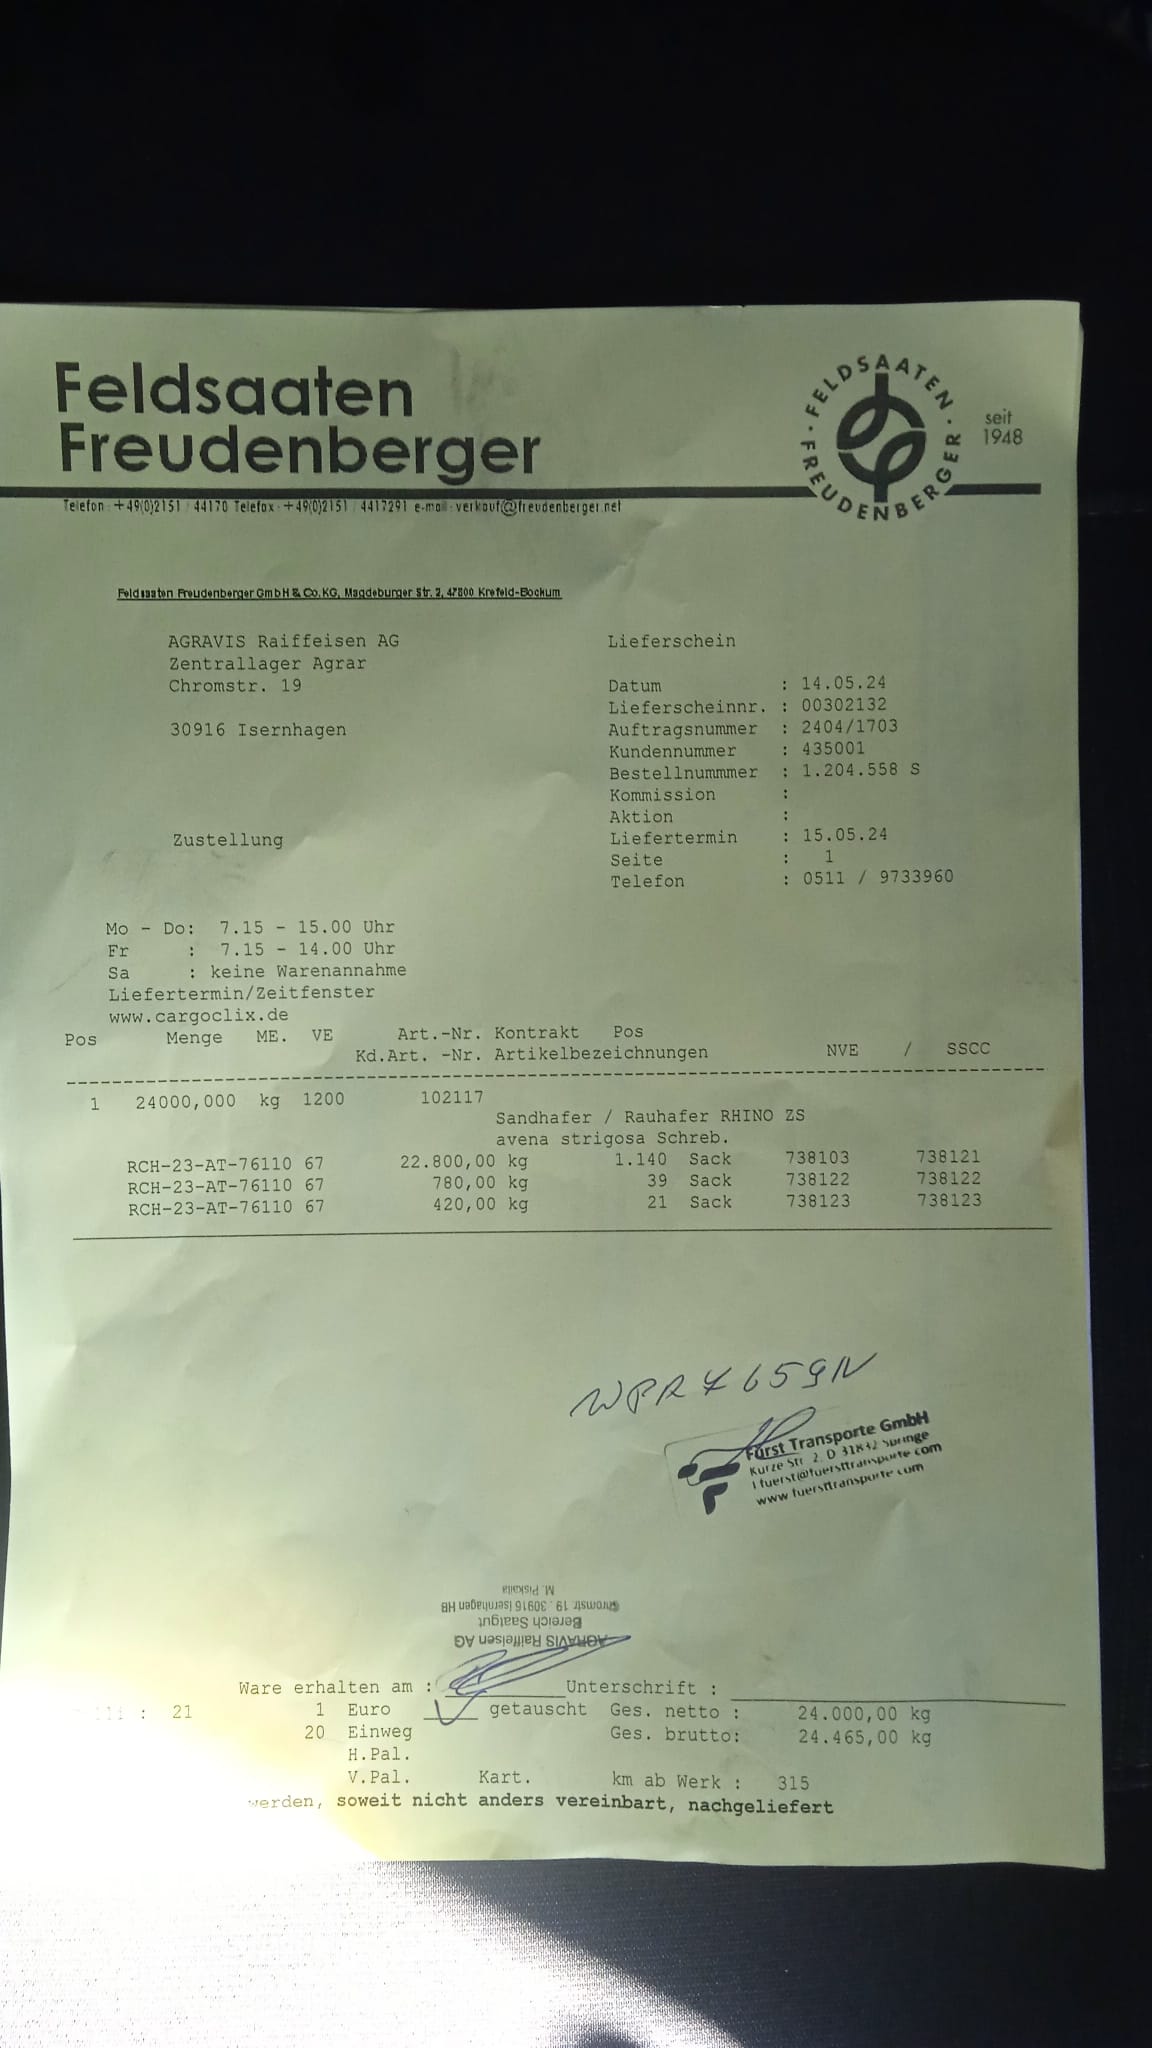 Feldsaaten
Freudenberger
FELDSAATEN · FREUDENBERGER ·
seit
1948
Telefon · +49(0)2151 / 44170 Telefax · +49(0)2151 / 4417291 e-mail · verkauf@freudenberger.net
Feldsaaten Freudenberger GmbH & Co. KG, Magdeburger Str. 2, 47800 Krefeld-Bockum
AGRAVIS Raiffeisen AG
Zentrallager Agrar
Chromstr. 19
30916 Isernhagen
Zustellung
Lieferschein
Datum : 14.05.24
Lieferscheinnr. : 00302132
Auftragsnummer : 2404/1703
Kundennummer : 435001
Bestellnummmer : 1.204.558 S
Kommission :
Aktion :
Liefertermin : 15.05.24
Seite : 1
Telefon : 0511 / 9733960
Mo - Do: 7.15 - 15.00 Uhr
Fr : 7.15 - 14.00 Uhr
Sa : keine Warenannahme
Liefertermin/Zeitfenster
www.cargoclix.de
Pos Menge ME. VE Art.-Nr. Kontrakt Pos
Kd.Art. -Nr. Artikelbezeichnungen NVE / SSCC
1 24000,000 kg 1200 102117
Sandhafer / Rauhafer RHINO ZS
avena strigosa Schreb.
RCH-23-AT-76110 67 22.800,00 kg 1.140 Sack 738103 738121
RCH-23-AT-76110 67 780,00 kg 39 Sack 738122 738122
RCH-23-AT-76110 67 420,00 kg 21 Sack 738123 738123
Fürst Transporte GmbH
Kurze Str. 2, D 31832 Springe
www fuersttransporte com
AGRAVIS Raiffeisen AG
Bereich Saatgut
Chromstr. 19 . 30916 Isernhagen HB
Ware erhalten am : Unterschrift :
: 21 1 Euro getauscht Ges. netto : 24.000,00 kg
20 Einweg Ges. brutto: 24.465,00 kg
H.Pal.
V.Pal. Kart. km ab Werk : 315
werden, soweit nicht anders vereinbart, nachgeliefert